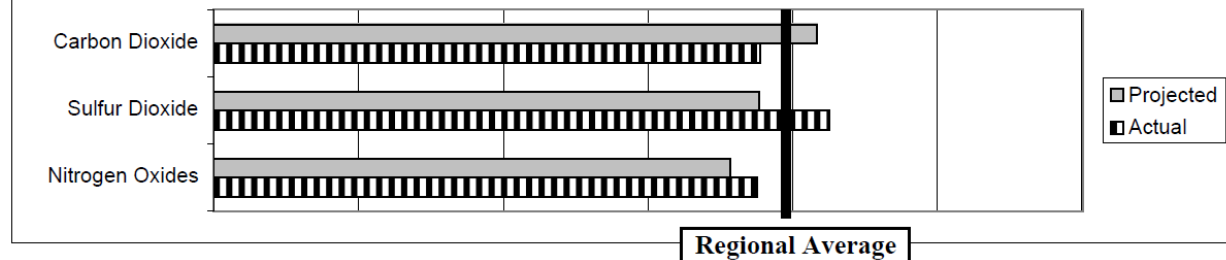 Carbon Dioxide
Sulfur Dioxide
Nitrogen Oxides
Projected
Actual
Regional Average